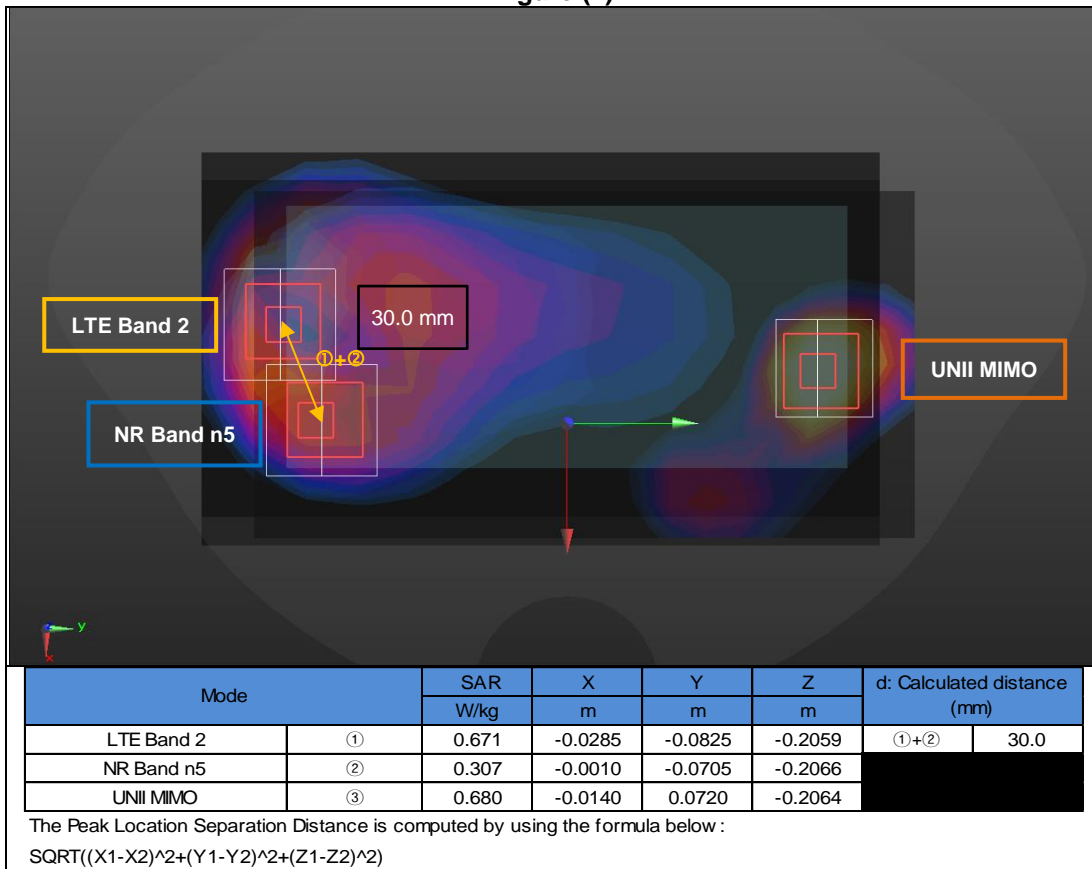 LTE Band 2
30.0 mm
①+②
UNII MIMO
NR Band n5
y
x
Mode SAR X Y Z d: Calculated distance (mm)
W/kg m m m
LTE Band 2 ① 0.671 -0.0285 -0.0825 -0.2059 ①+② 30.0
NR Band n5 ② 0.307 -0.0010 -0.0705 -0.2066
UNII MIMO ③ 0.680 -0.0140 0.0720 -0.2064
The Peak Location Separation Distance is computed by using the formula below :
SQRT((X1-X2)^2+(Y1-Y2)^2+(Z1-Z2)^2)